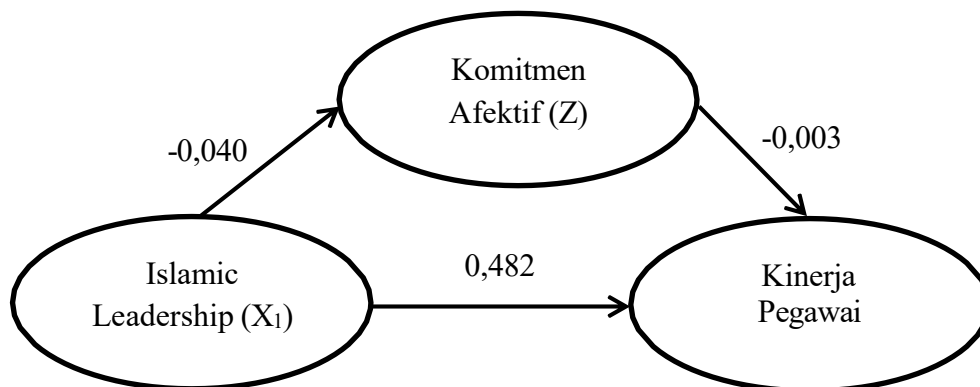 Komitmen
Afektif (Z)
-0,040
-0,003
0,482
Islamic
Leadership (X₁)
Kinerja
Pegawai